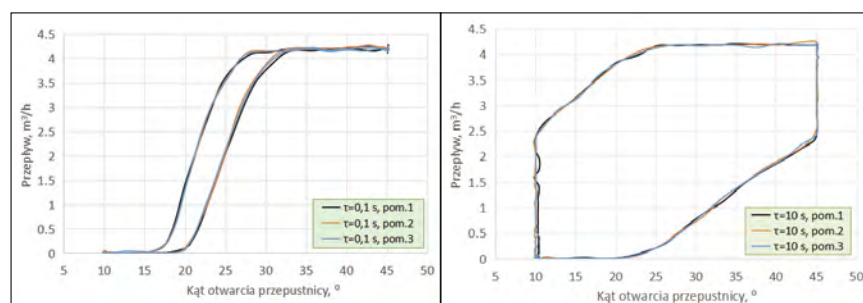 4.5
4
3.5
3
2.5
2
1.5
1
0.5
0
Przepływ, m³/h
5 10 15 20 25 30 35 40 45 50
Kąt otwarcia przepustnicy, °
τ=0,1 s, pom.1
τ=0,1 s, pom.2
τ=0,1 s, pom.3
4.5
4
3.5
3
2.5
2
1.5
1
0.5
0
Przepływ, m³/h
5 10 15 20 25 30 35 40 45 50
Kąt otwarcia przepustnicy, °
τ=10 s, pom.1
τ=10 s, pom.2
τ=10 s, pom.3